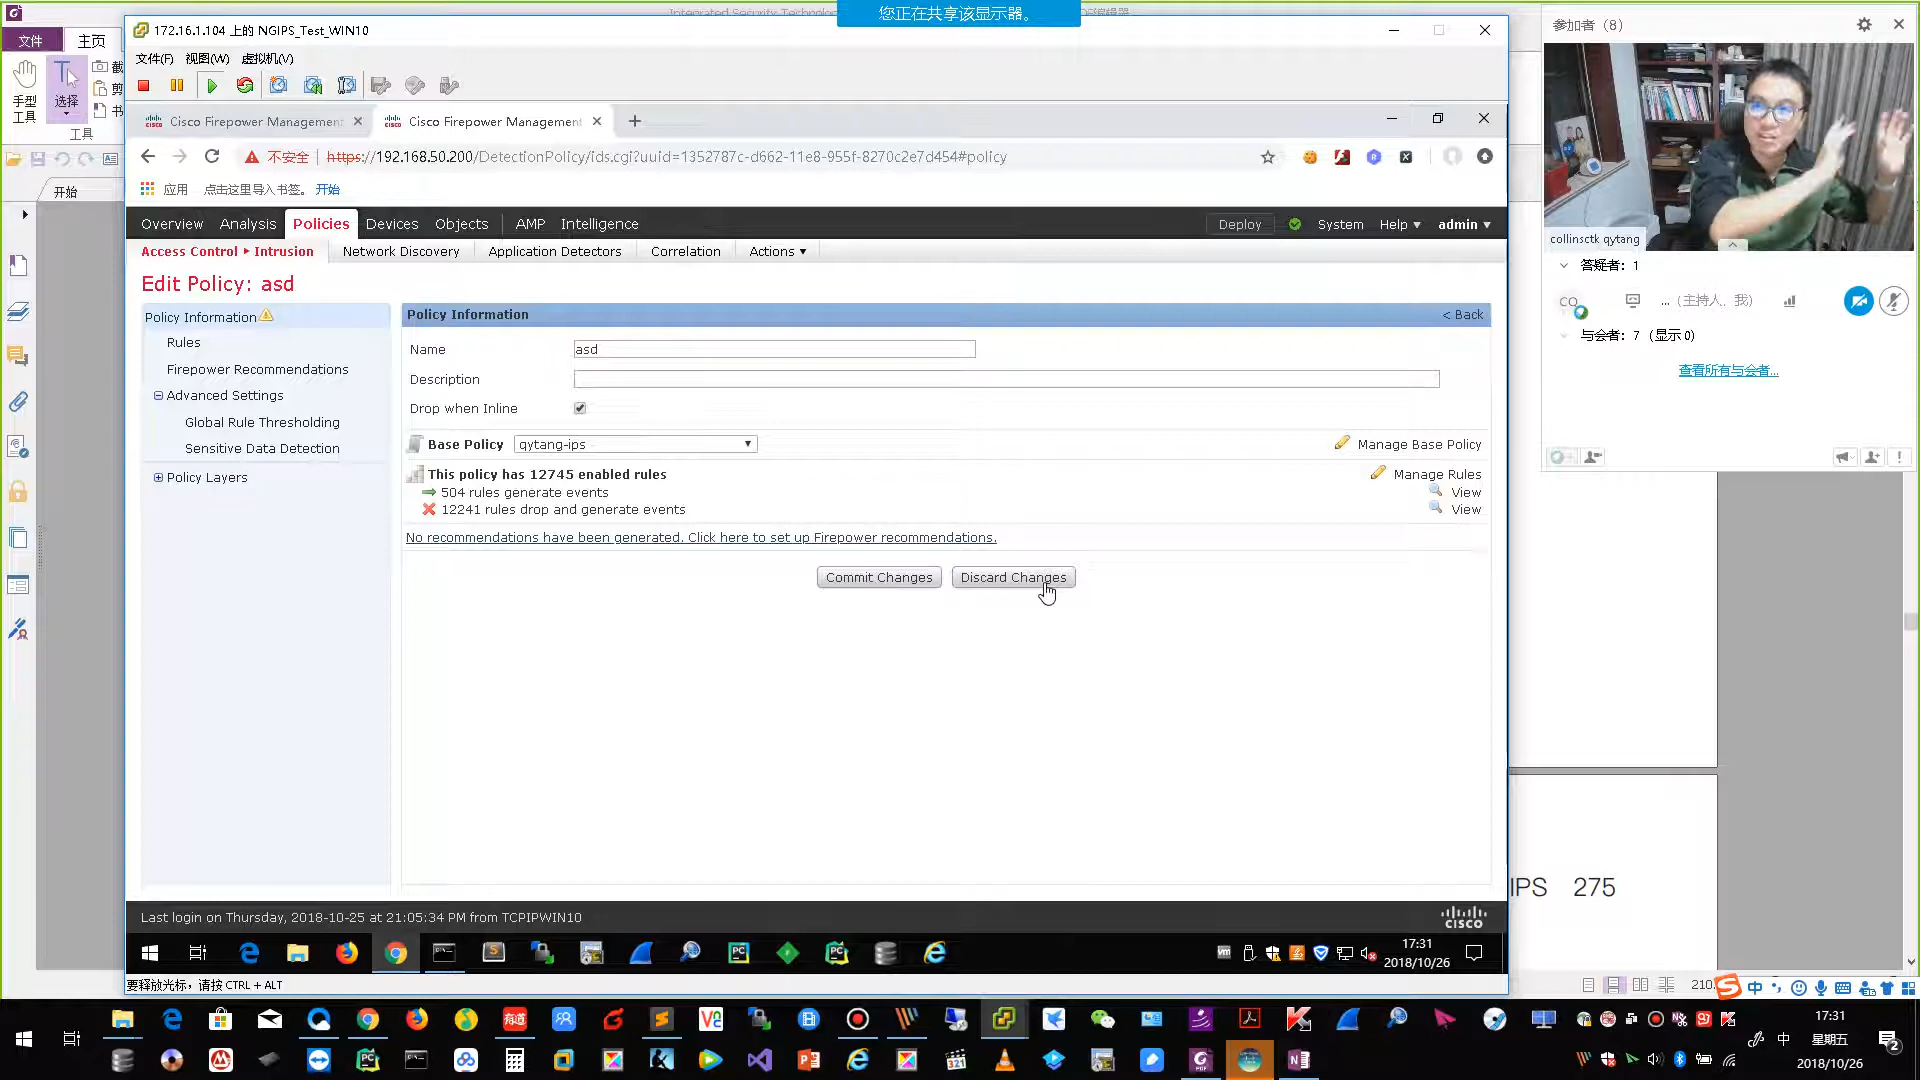 您正在共享该显示器。
文件
主页
手型
工具
选择
工具
开始
172.16.1.104 上的 NGIPS_Test_WIN10
文件(F) 视图(W) 虚拟机(V)
Cisco Firepower Management
Cisco Firepower Management
不安全 https://192.168.50.200/DetectionPolicy/ids.cgi?uuid=1352787c-d662-11e8-955f-8270c2e7d454#policy
应用 点击这里导入书签。 开始
Overview Analysis Policies Devices Objects AMP Intelligence Deploy System Help admin
Access Control Intrusion Network Discovery Application Detectors Correlation Actions
Edit Policy: asd
Policy Information
Rules
Firepower Recommendations
Advanced Settings
Global Rule Thresholding
Sensitive Data Detection
Policy Layers
Policy Information < Back
Name asd
Description
Drop when Inline
Base Policy qytang-ips Manage Base Policy
This policy has 12745 enabled rules Manage Rules
504 rules generate events View
12241 rules drop and generate events View
No recommendations have been generated. Click here to set up Firepower recommendations.
Commit Changes Discard Changes
Last login on Thursday, 2018-10-25 at 21:05:34 PM from TCPIPWIN10
CISCO
17:31
2018/10/26
要释放光标，请按 CTRL + ALT
参加者 (8)
collinsctk qytang
答疑者: 1
CQ ... (主持人、我)
与会者: 7 (显示 0)
查看所有与会者...
IPS 275
17:31
星期五
2018/10/26
中